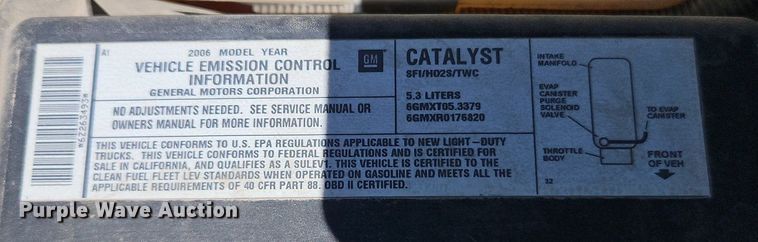 A1
2006 MODEL YEAR
VEHICLE EMISSION CONTROL
INFORMATION
GENERAL MOTORS CORPORATION
GM
NO ADJUSTMENTS NEEDED. SEE SERVICE MANUAL OR
OWNERS MANUAL FOR MORE INFORMATION.
THIS VEHICLE CONFORMS TO U.S. EPA REGULATIONS APPLICABLE TO NEW LIGHT-DUTY
TRUCKS. THIS VEHICLE CONFORMS TO FEDERAL REGULATIONS AND IS CERTIFIED FOR
SALE IN CALIFORNIA, AND QUALIFIES AS A SULEV1. THIS VEHICLE IS CERTIFIED TO THE
CLEAN FUEL FLEET LEV STANDARDS WHEN OPERATED ON GASOLINE AND MEETS ALL THE
APPLICABLE REQUIREMENTS OF 40 CFR PART 88. OBD II CERTIFIED.
CATALYST
SFI/HO2S/TWC
5.3 LITERS
6GMXT05.3379
6GMXR0176820
INTAKE
MANIFOLD
EVAP
CANISTER
PURGE
SOLENOID
VALVE
TO EVAP
CANISTER
THROTTLE
BODY
FRONT
OF VEH
32
Purple Wave Auction